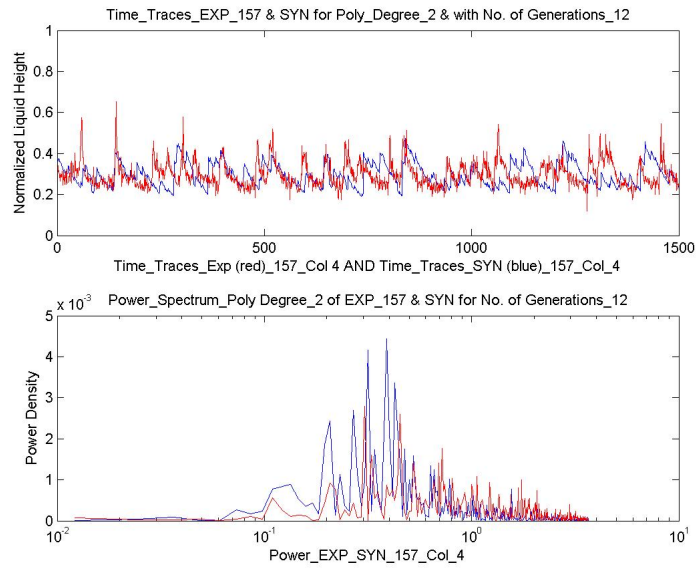 Time_Traces_EXP_157 & SYN for Poly_Degree_2 & with No. of Generations_12
1
0.8
0.6
0.4
0.2
0
Normalized Liquid Height
0 500 1000 1500
Time_Traces_Exp (red)_157_Col 4 AND Time_Traces_SYN (blue)_157_Col_4
x 10-3
Power_Spectrum_Poly Degree_2 of EXP_157 & SYN for No. of Generations_12
5
4
3
2
1
0
Power Density
10-2 10-1 100 101
Power_EXP_SYN_157_Col_4